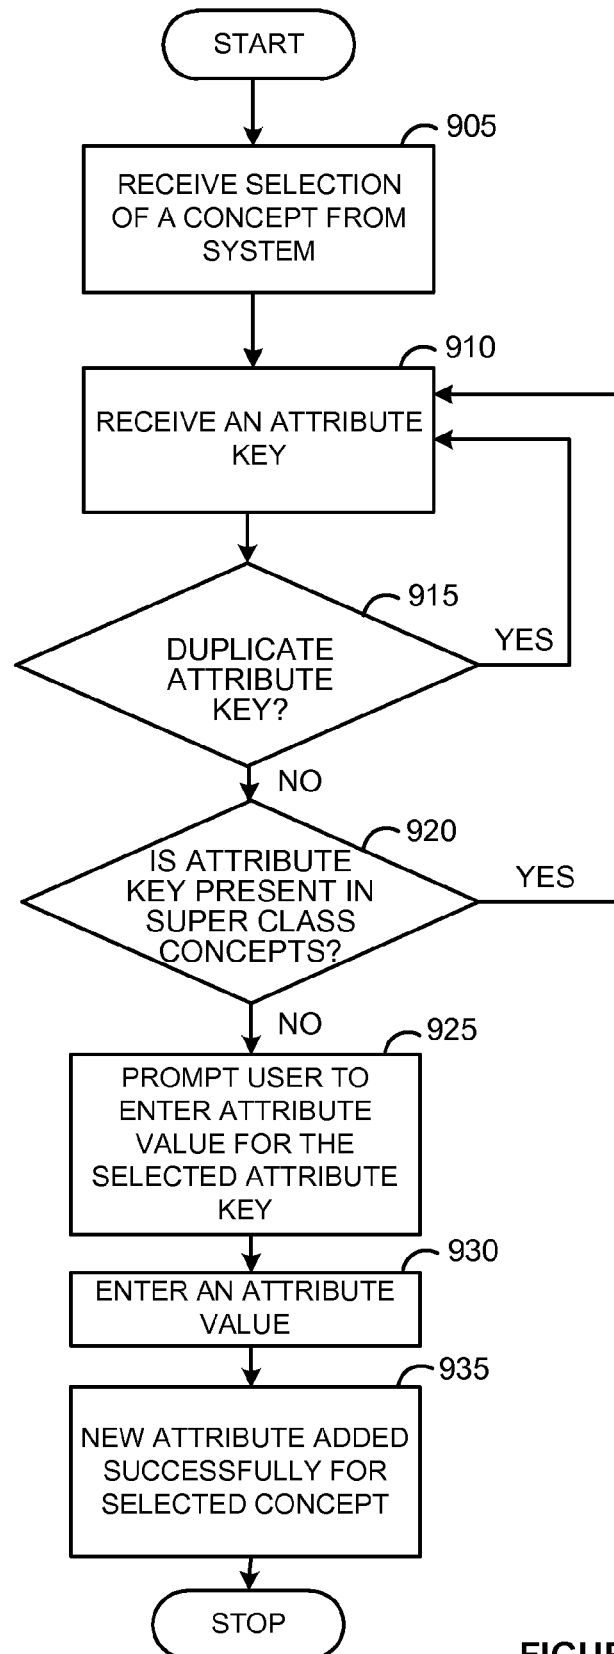 START
905
RECEIVE SELECTION
OF A CONCEPT FROM
SYSTEM
910
RECEIVE AN ATTRIBUTE
KEY
915
DUPLICATE
ATTRIBUTE
KEY?
YES
NO
920
IS ATTRIBUTE
KEY PRESENT IN
SUPER CLASS
CONCEPTS?
YES
NO
925
PROMPT USER TO
ENTER ATTRIBUTE
VALUE FOR THE
SELECTED ATTRIBUTE
KEY
930
ENTER AN ATTRIBUTE
VALUE
935
NEW ATTRIBUTE ADDED
SUCCESSFULLY FOR
SELECTED CONCEPT
STOP